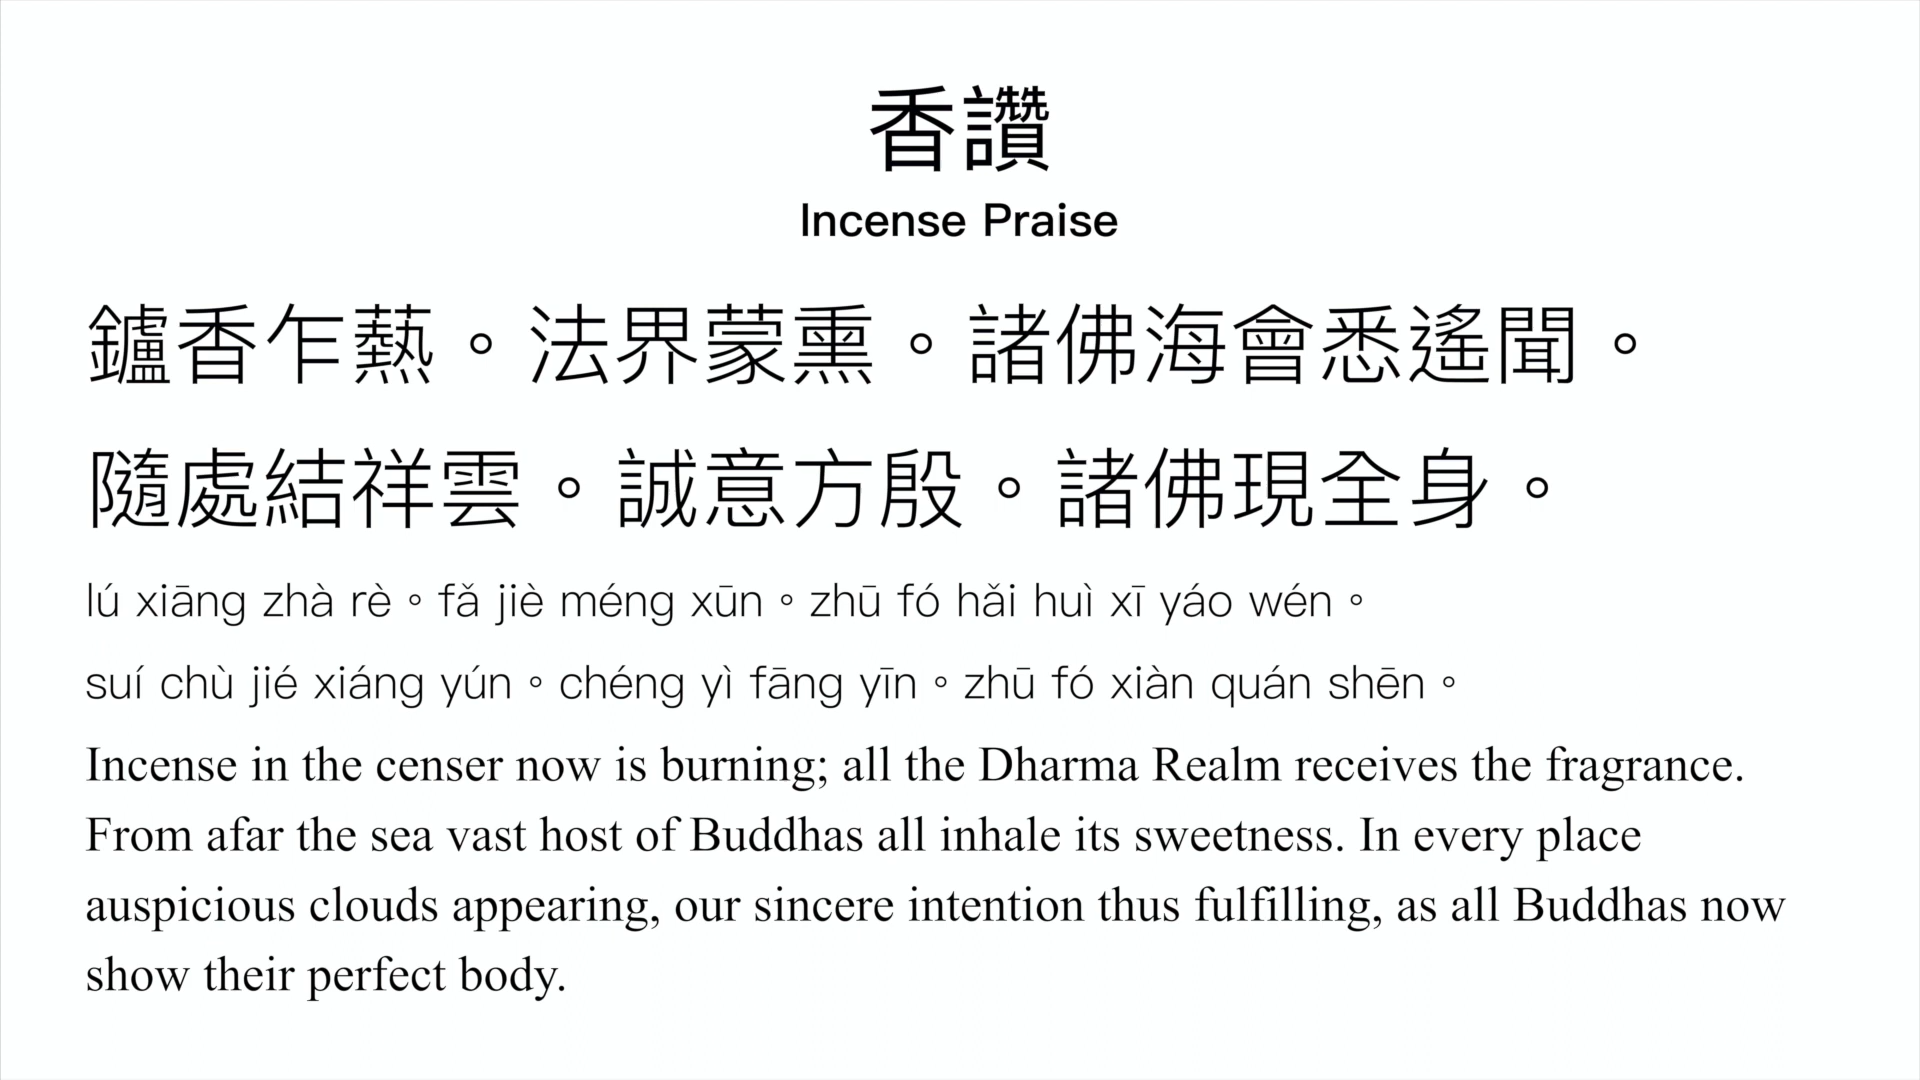 香讚
Incense Praise
鑪香乍爇。法界蒙熏。諸佛海會悉遙聞。
隨處結祥雲。誠意方殷。諸佛現全身。
lú xiāng zhà rè。fǎ jiè méng xūn。zhū fó hǎi huì xī yáo wén。
suí chù jié xiáng yún。chéng yì fāng yīn。zhū fó xiàn quán shēn。
Incense in the censer now is burning; all the Dharma Realm receives the fragrance.
From afar the sea vast host of Buddhas all inhale its sweetness. In every place
auspicious clouds appearing, our sincere intention thus fulfilling, as all Buddhas now
show their perfect body.